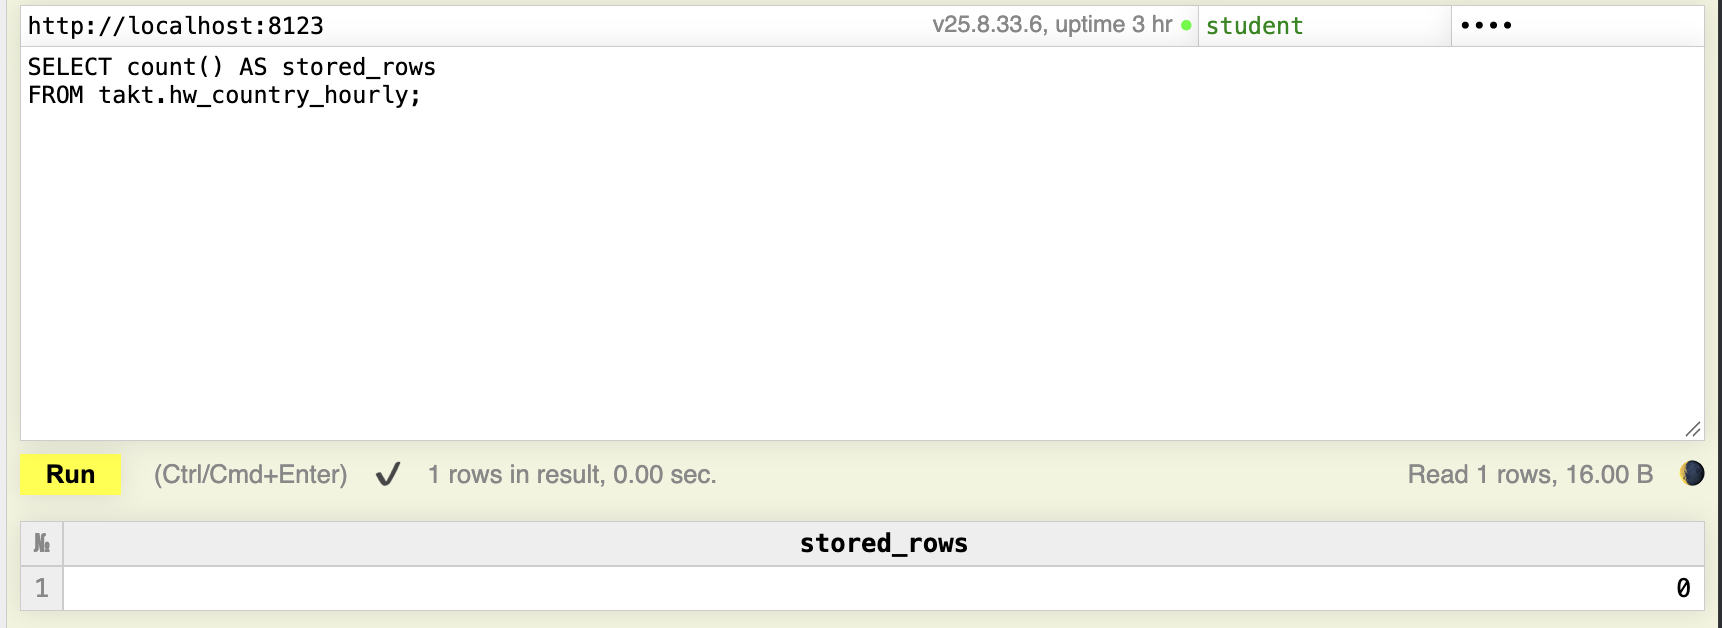 http://localhost:8123
v25.8.33.6, uptime 3 hr
student
••••
SELECT count() AS stored_rows
FROM takt.hw_country_hourly;
Run
(Ctrl/Cmd+Enter)
✔
1 rows in result, 0.00 sec.
Read 1 rows, 16.00 B
№
stored_rows
1
0